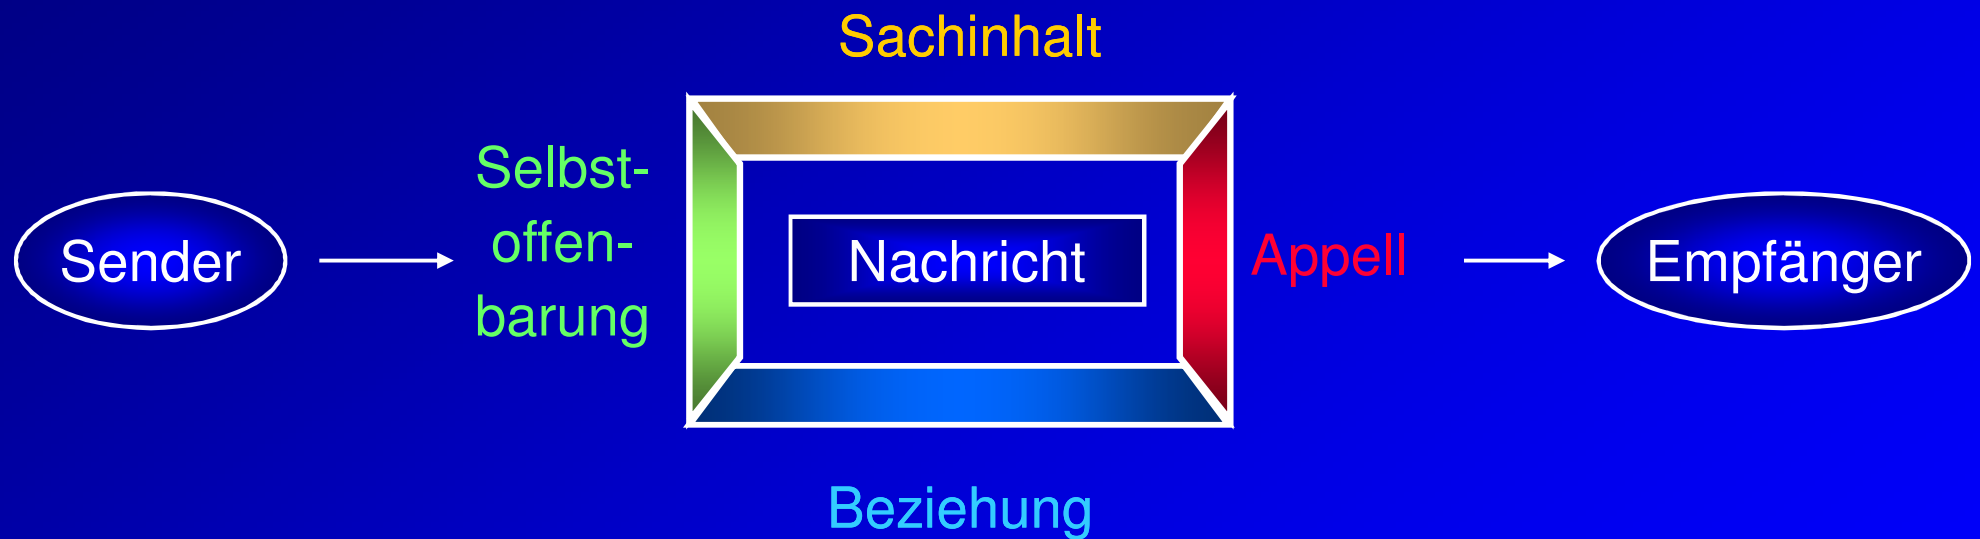 Sachinhalt
Sender
Selbst-
offen-
barung
Nachricht
Appell
Empfänger
Beziehung